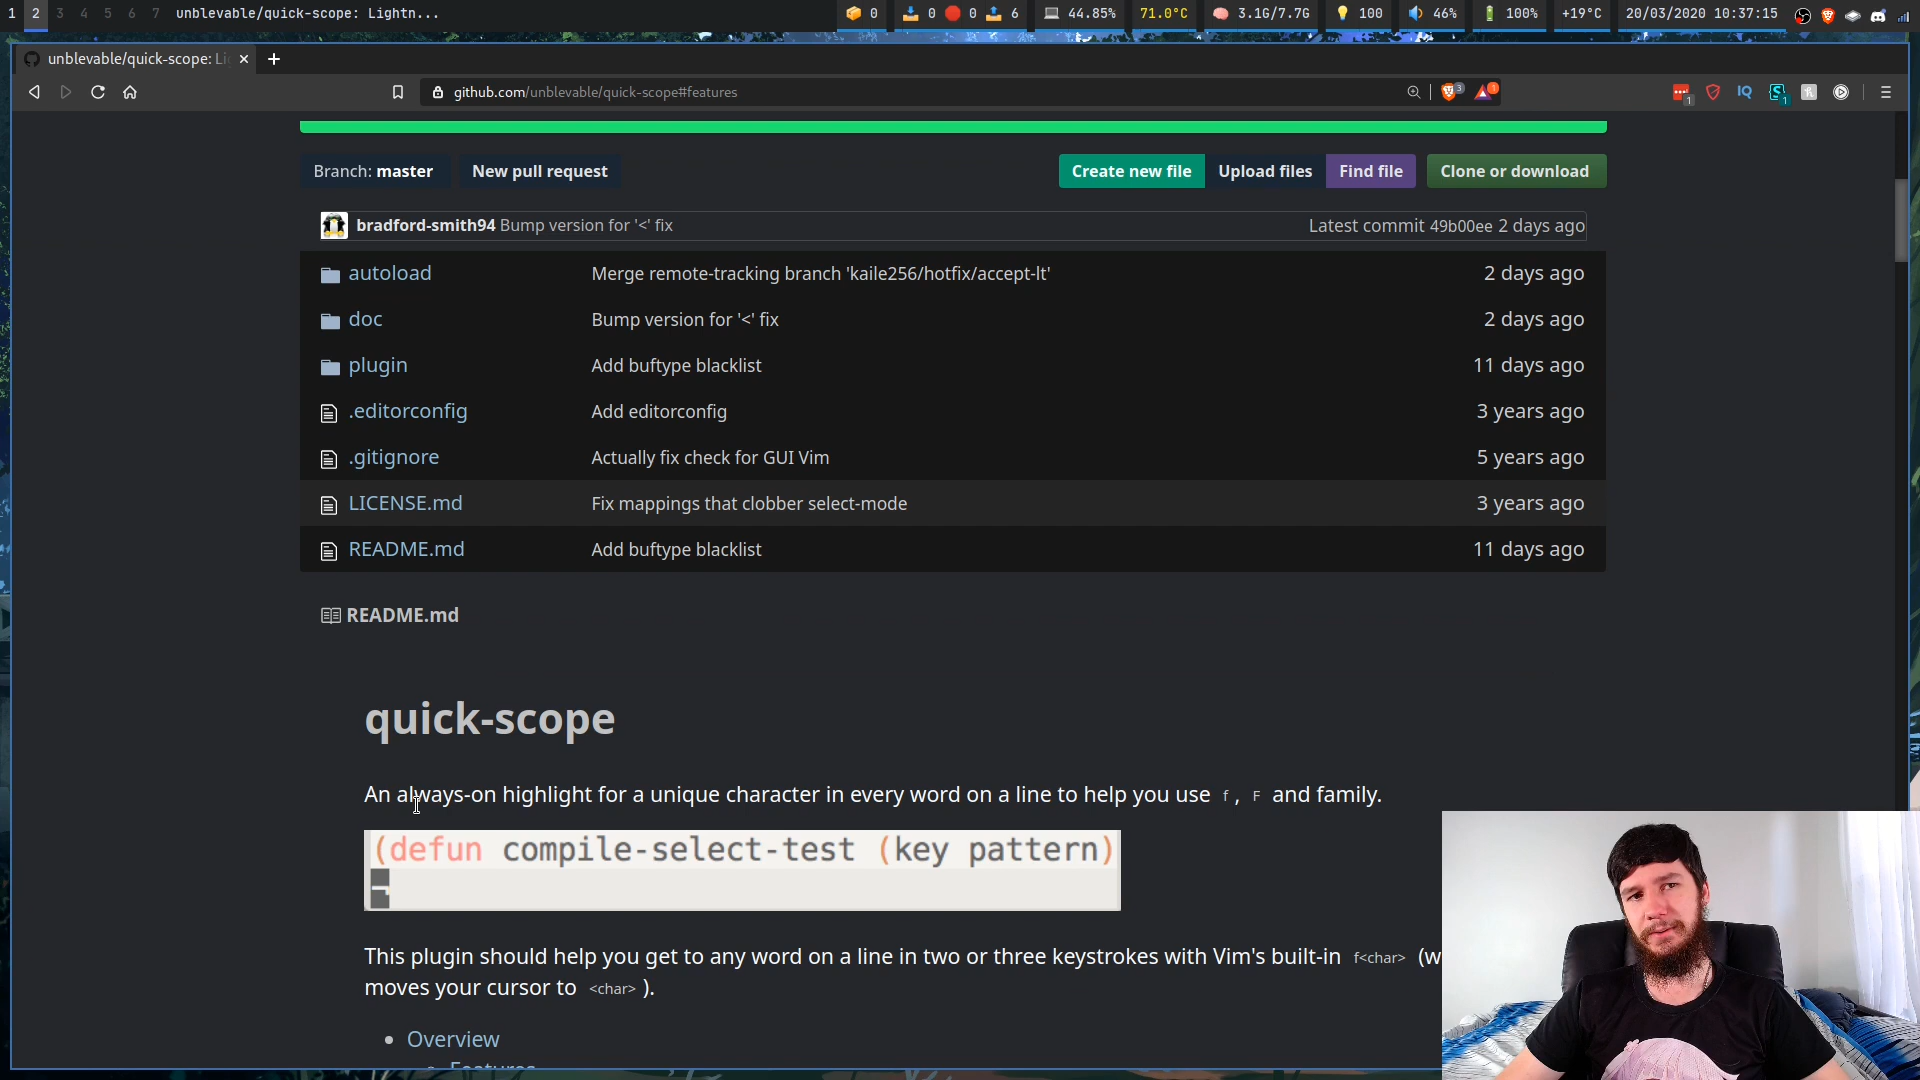 1 2 3 4 5 6 7 unblevable/quick-scope: Lightn... 0 0 0 6 44.85% 71.0°C 3.1G/7.7G 100 46% 100% +19°C 20/03/2020 10:37:15
unblevable/quick-scope: Li
github.com/unblevable/quick-scope#features
3 1 1 IQ 1
Branch: master New pull request Create new file Upload files Find file Clone or download
bradford-smith94 Bump version for '<' fix Latest commit 49b00ee 2 days ago
autoload Merge remote-tracking branch 'kaile256/hotfix/accept-lt' 2 days ago
doc Bump version for '<' fix 2 days ago
plugin Add buftype blacklist 11 days ago
.editorconfig Add editorconfig 3 years ago
.gitignore Actually fix check for GUI Vim 5 years ago
LICENSE.md Fix mappings that clobber select-mode 3 years ago
README.md Add buftype blacklist 11 days ago
README.md
quick-scope
An always-on highlight for a unique character in every word on a line to help you use f, F and family.
(defun compile-select-test (key pattern)
This plugin should help you get to any word on a line in two or three keystrokes with Vim's built-in f<char> (w
moves your cursor to <char> ).
Overview
Features